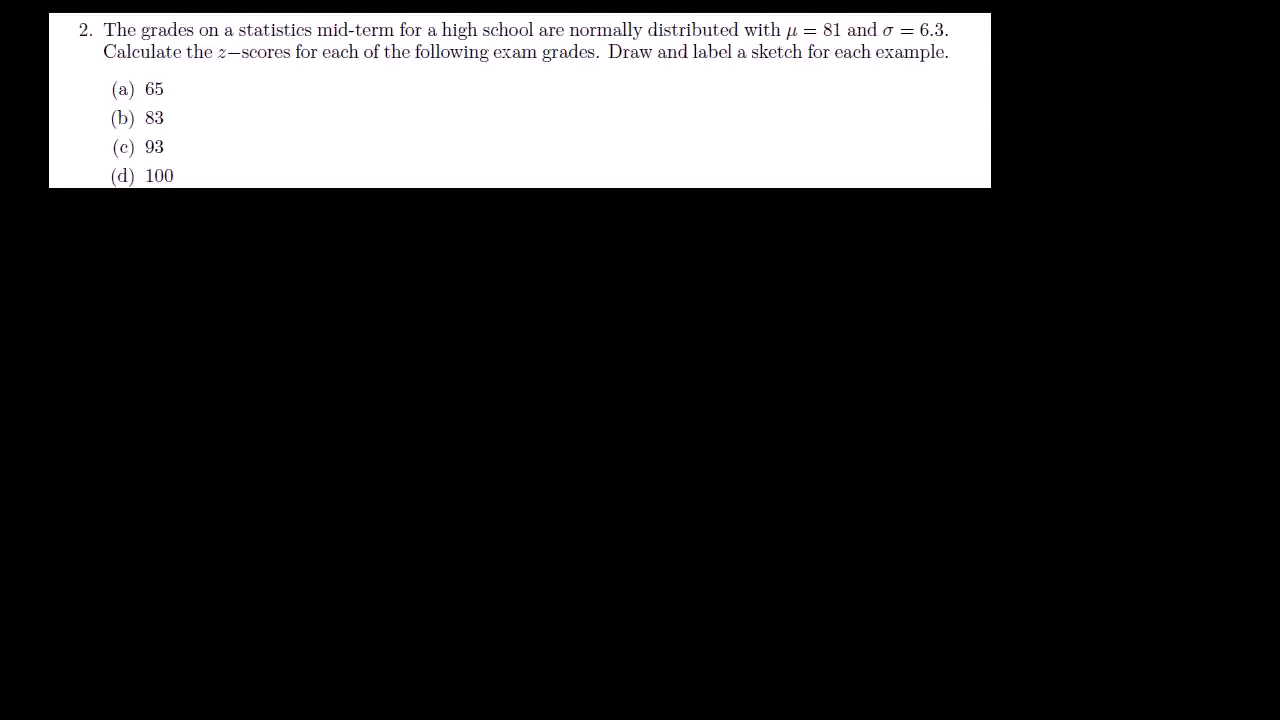 2. The grades on a statistics mid-term for a high school are normally distributed with μ = 81 and σ = 6.3.
Calculate the z−scores for each of the following exam grades. Draw and label a sketch for each example.
(a) 65
(b) 83
(c) 93
(d) 100